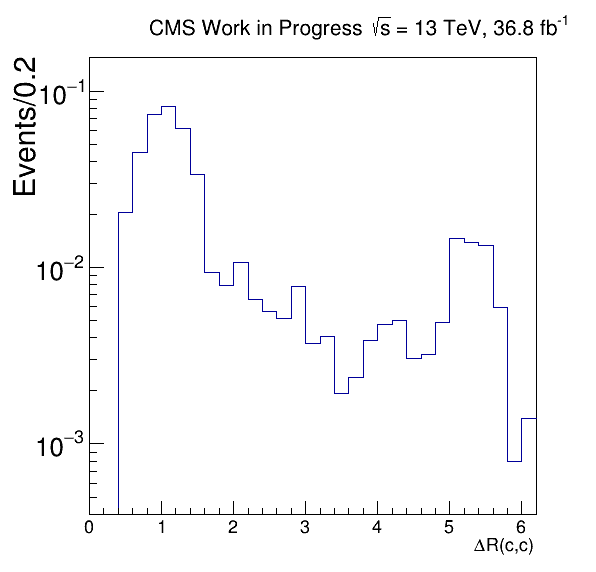 CMS Work in Progress √s = 13 TeV, 36.8 fb⁻¹
Events/0.2
10⁻¹
10⁻²
10⁻³
0 1 2 3 4 5 6
ΔR(c,c)